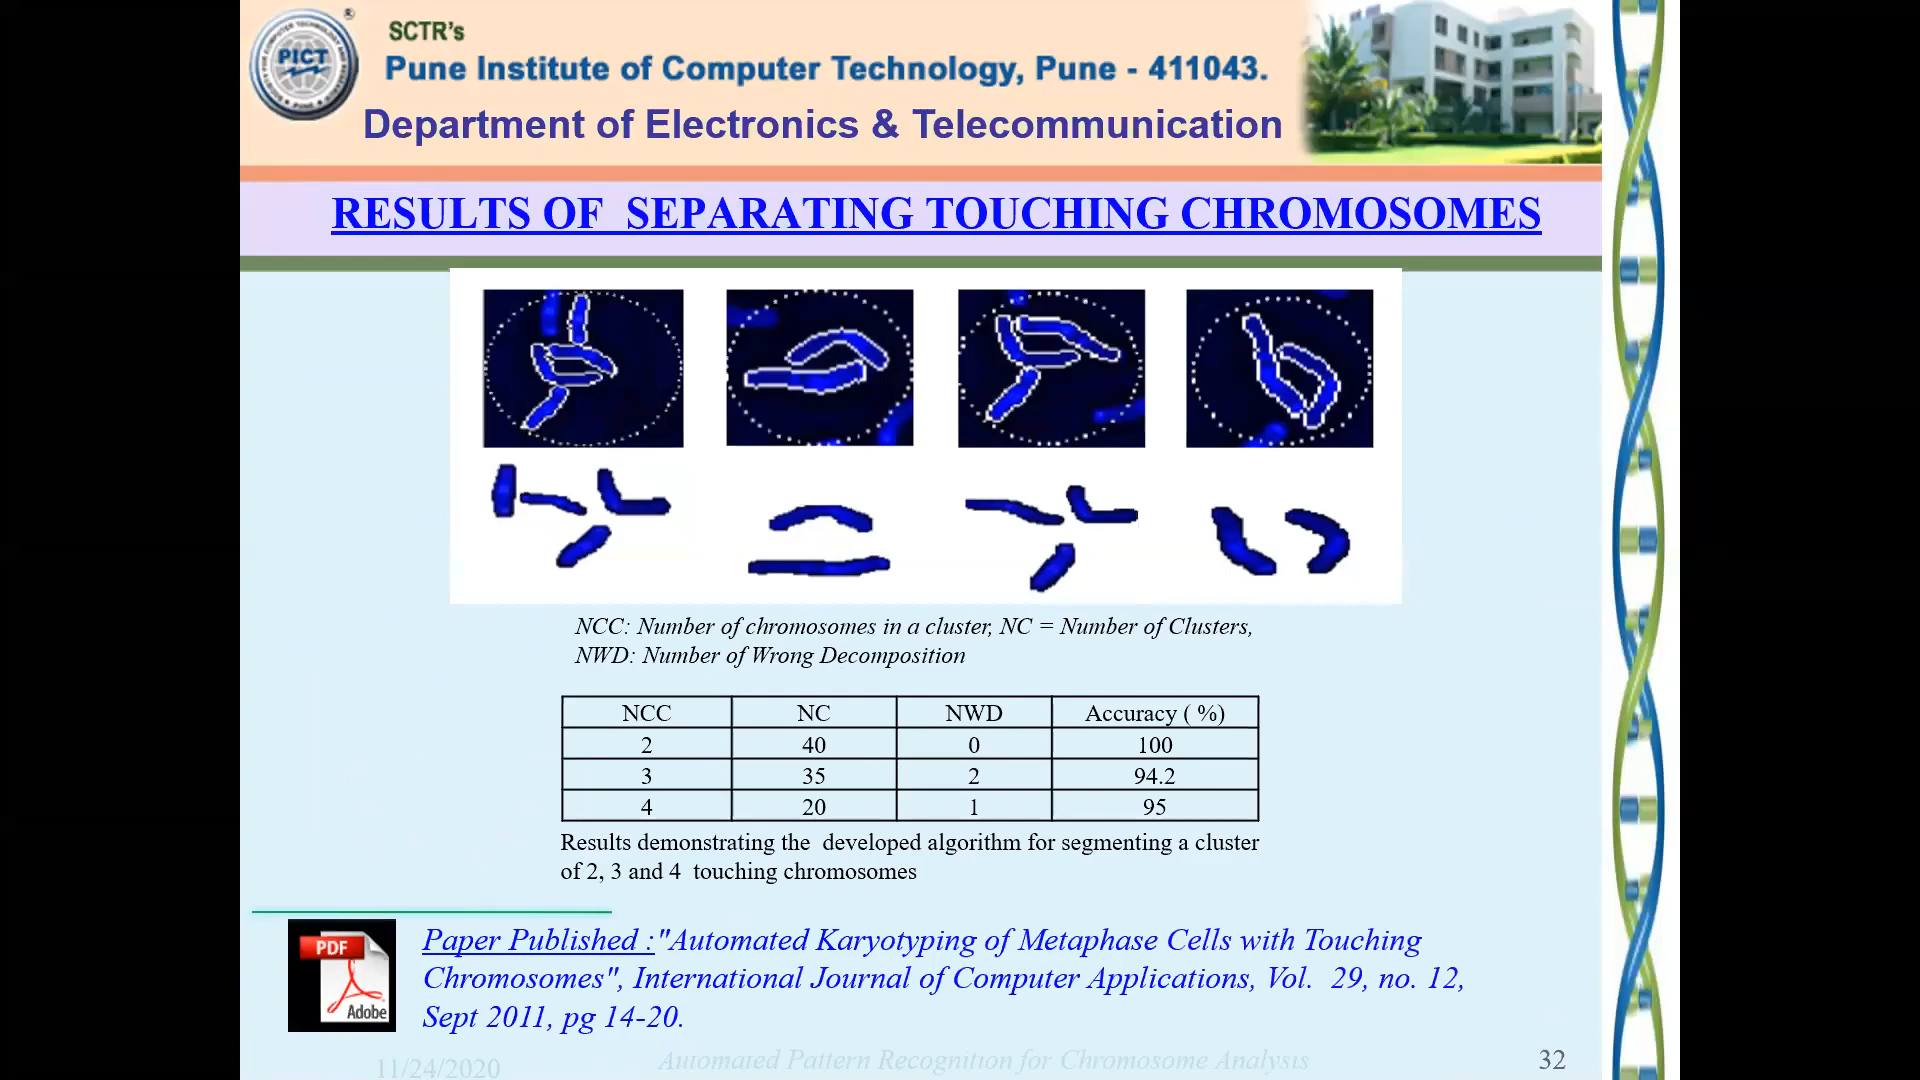 SCTR's
PICT
Pune Institute of Computer Technology, Pune - 411043.
Department of Electronics & Telecommunication
RESULTS OF SEPARATING TOUCHING CHROMOSOMES
NCC: Number of chromosomes in a cluster, NC = Number of Clusters,
NWD: Number of Wrong Decomposition
NCC NC NWD Accuracy ( %)
2 40 0 100
3 35 2 94.2
4 20 1 95
Results demonstrating the developed algorithm for segmenting a cluster
of 2, 3 and 4 touching chromosomes
PDF
Adobe
Paper Published :"Automated Karyotyping of Metaphase Cells with Touching
Chromosomes", International Journal of Computer Applications, Vol. 29, no. 12,
Sept 2011, pg 14-20.
11/24/2020
Automated Pattern Recognition for Chromosome Analysis
32